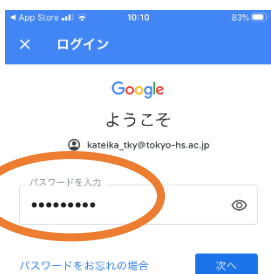 ◀ App Store 10:10 83%
× ログイン
Google
ようこそ
kateika_tky@tokyo-hs.ac.jp
パスワードを入力
●●●●●●●●●
パスワードをお忘れの場合 次へ